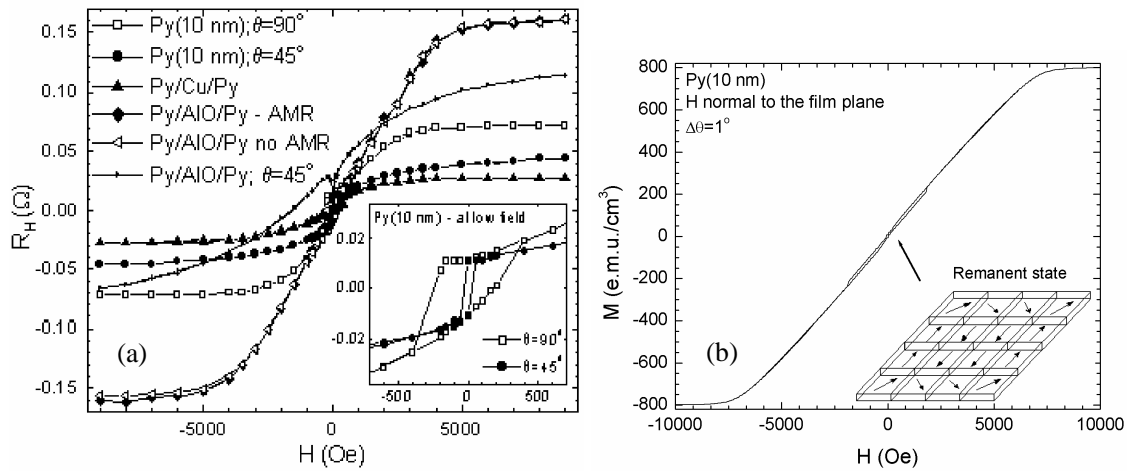 0.15
0.10
0.05
0.00
-0.05
-0.10
-0.15
R_H (Ω)
Py(10 nm); θ=90°
Py(10 nm); θ=45°
Py/Cu/Py
Py/AlO/Py - AMR
Py/AlO/Py no AMR
Py/AlO/Py; θ=45°
Py(10 nm) - allow field
0.02
0.00
-0.02
θ=90°
θ=45°
-500
0
500
(a)
-5000
0
5000
H (Oe)
800
600
400
200
0
-200
-400
-600
-800
M (e.m.u./cm³)
Py(10 nm)
H normal to the film plane
Δθ=1°
Remanent state
(b)
-10000
-5000
0
5000
10000
H (Oe)